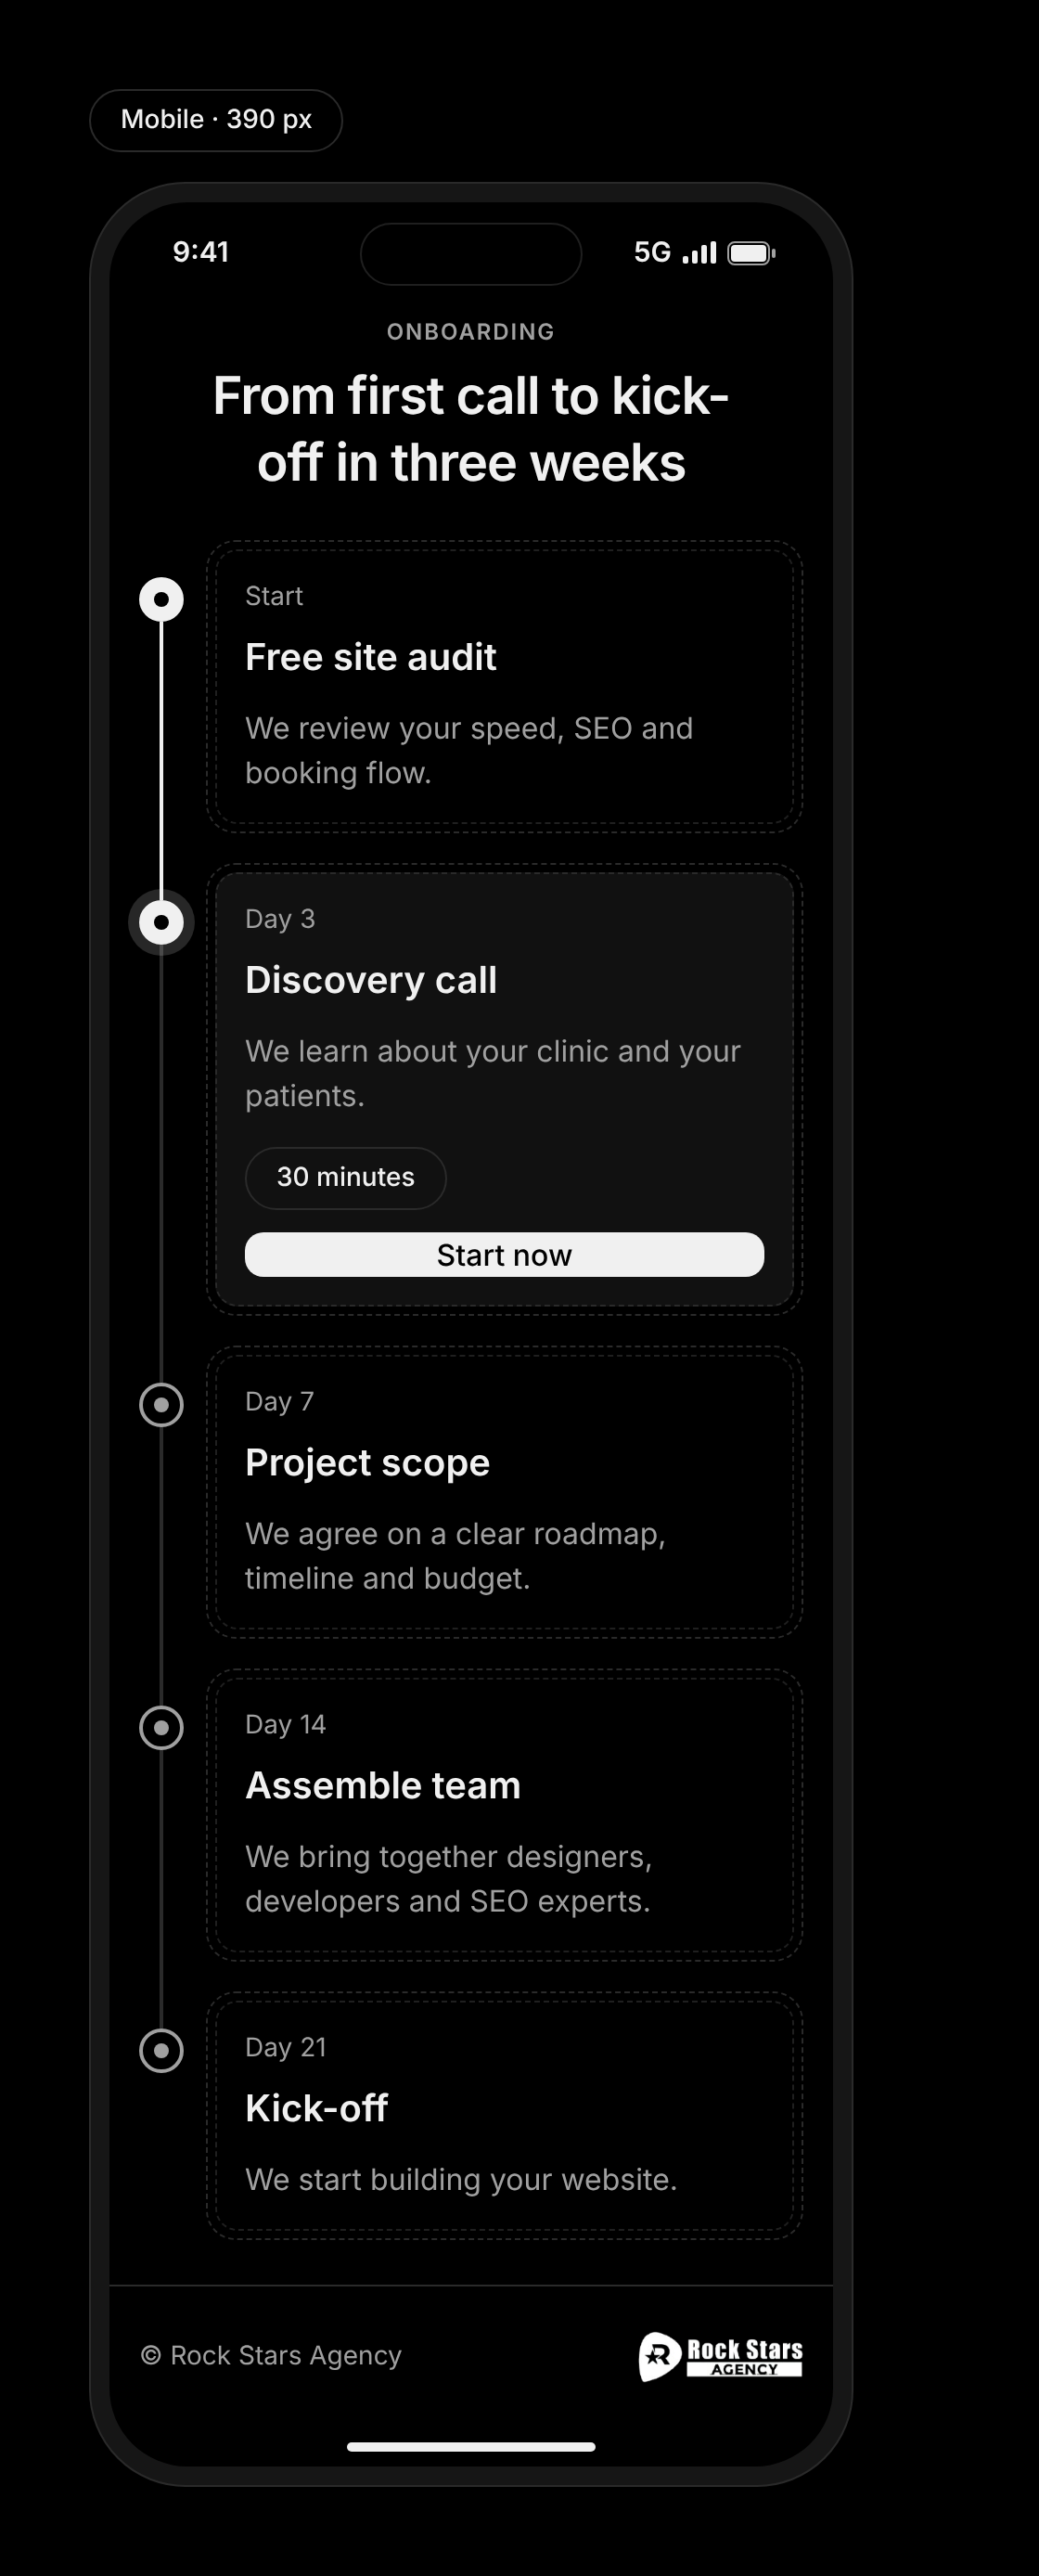 Mobile · 390 px
9:41
5G
ONBOARDING
From first call to kick-
off in three weeks
Start
Free site audit
We review your speed, SEO and
booking flow.
Day 3
Discovery call
We learn about your clinic and your
patients.
30 minutes
Start now
Day 7
Project scope
We agree on a clear roadmap,
timeline and budget.
Day 14
Assemble team
We bring together designers,
developers and SEO experts.
Day 21
Kick-off
We start building your website.
© Rock Stars Agency
R
Rock Stars
AGENCY